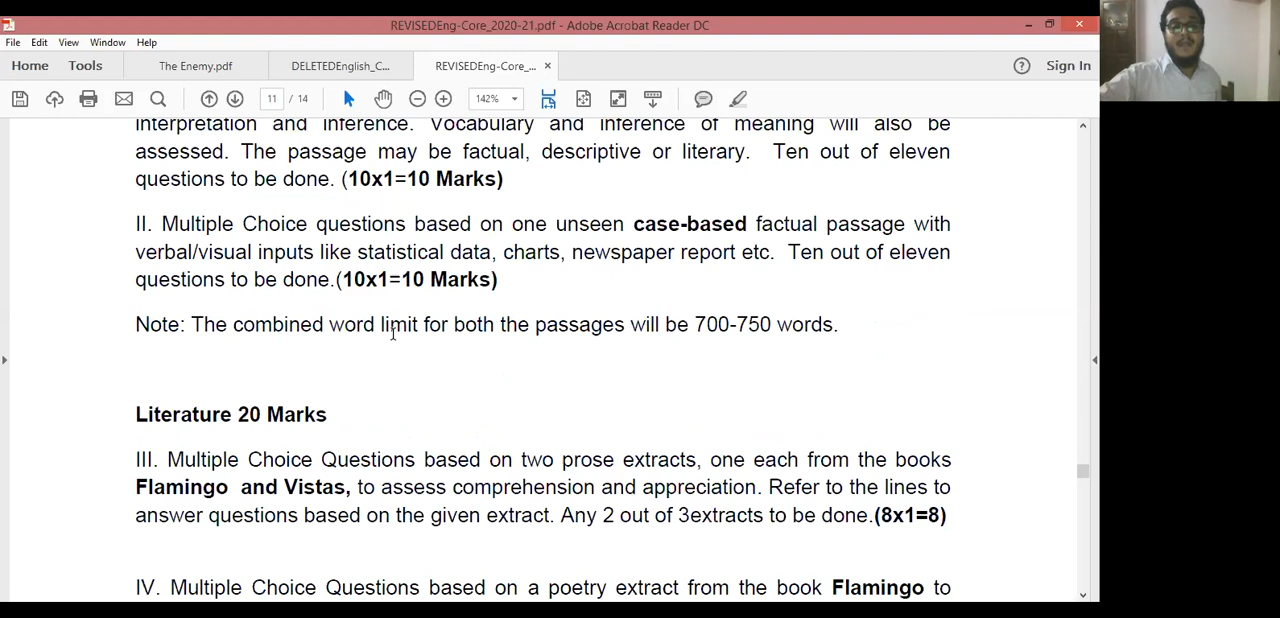 REVISEDEng-Core_2020-21.pdf - Adobe Acrobat Reader DC
File Edit View Window Help
Home Tools The Enemy.pdf DELETEDEnglish_C... REVISEDEng-Core_... × ? Sign In
11 / 14 142%
interpretation and inference. Vocabulary and inference of meaning will also be
assessed. The passage may be factual, descriptive or literary. Ten out of eleven
questions to be done. (10x1=10 Marks)
II. Multiple Choice questions based on one unseen case-based factual passage with
verbal/visual inputs like statistical data, charts, newspaper report etc. Ten out of eleven
questions to be done.(10x1=10 Marks)
Note: The combined word limit for both the passages will be 700-750 words.
Literature 20 Marks
III. Multiple Choice Questions based on two prose extracts, one each from the books
Flamingo and Vistas, to assess comprehension and appreciation. Refer to the lines to
answer questions based on the given extract. Any 2 out of 3extracts to be done.(8x1=8)
IV. Multiple Choice Questions based on a poetry extract from the book Flamingo to